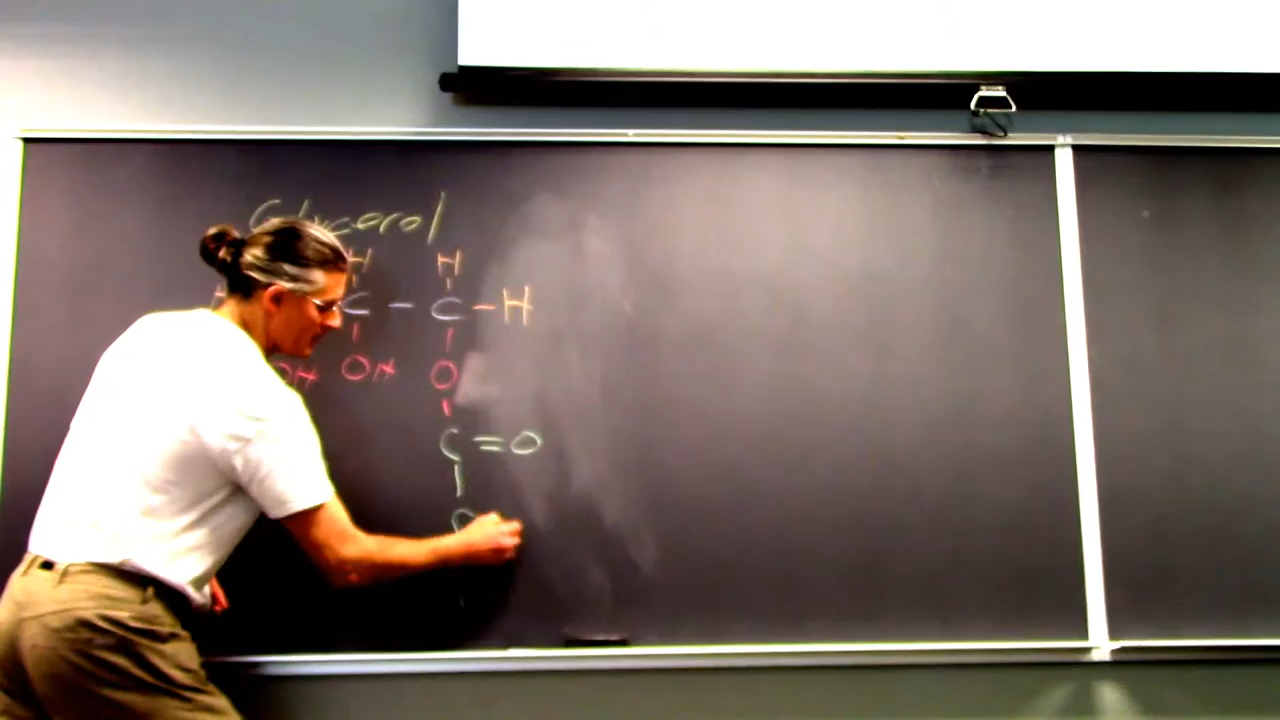 Glycerol
H H
C - C - H
OH OH O
C = O